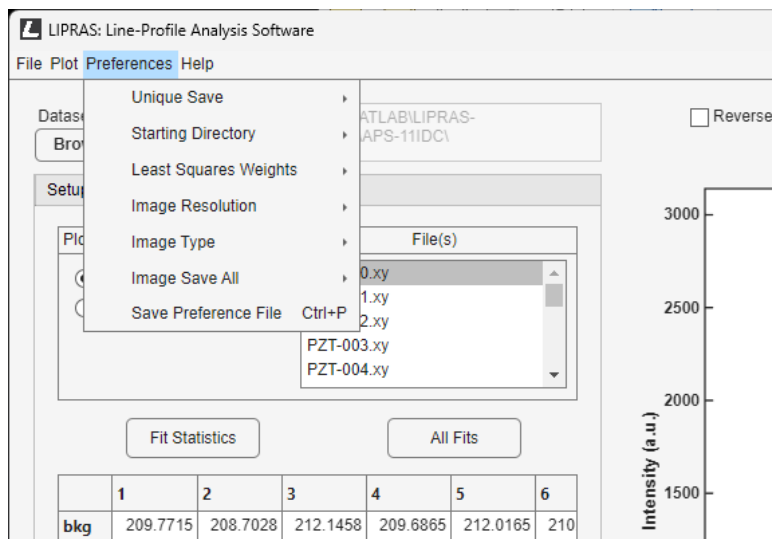 LIPRAS: Line-Profile Analysis Software
File Plot Preferences Help
Unique Save
Starting Directory
Least Squares Weights
Image Resolution
Image Type
Image Save All
Save Preference File Ctrl+P
ATLAB\LIPRAS-
APS-11IDC\
Reverse
File(s)
0.xy
1.xy
2.xy
PZT-003.xy
PZT-004.xy
Fit Statistics
All Fits
1 2 3 4 5 6
bkg 209.7715 208.7028 212.1458 209.6865 212.0165 210
3000
2500
2000
1500
Intensity (a.u.)